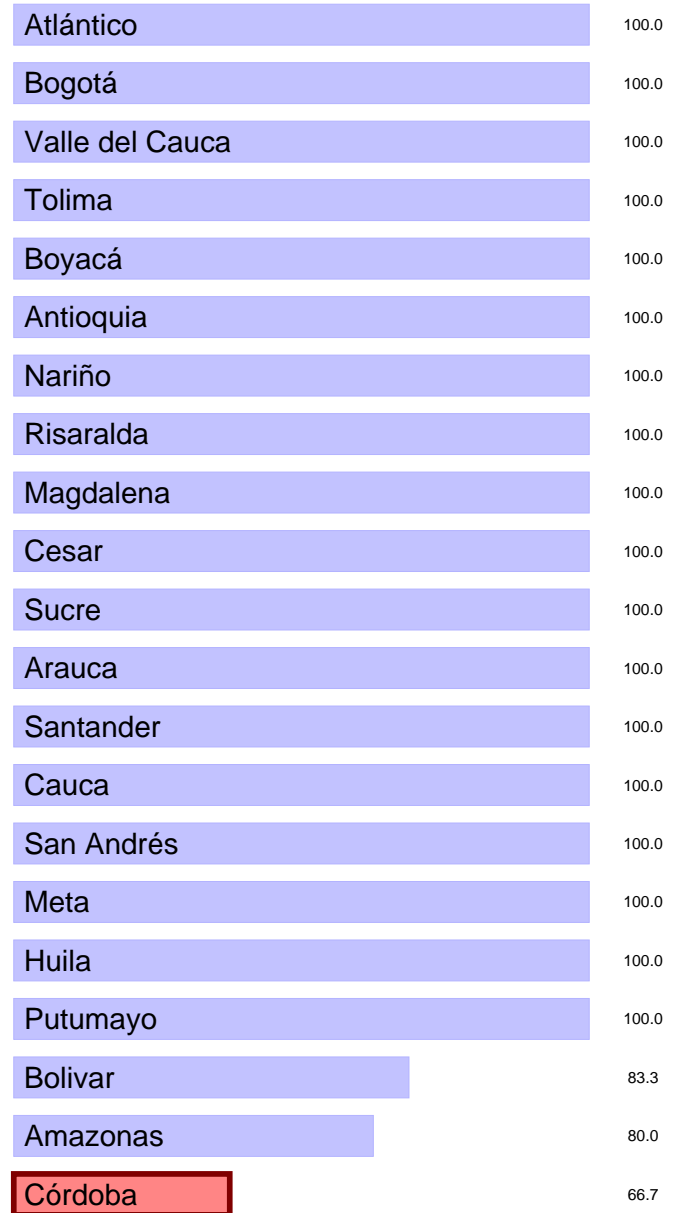 Atlántico 100.0
Bogotá 100.0
Valle del Cauca 100.0
Tolima 100.0
Boyacá 100.0
Antioquia 100.0
Nariño 100.0
Risaralda 100.0
Magdalena 100.0
Cesar 100.0
Sucre 100.0
Arauca 100.0
Santander 100.0
Cauca 100.0
San Andrés 100.0
Meta 100.0
Huila 100.0
Putumayo 100.0
Bolivar 83.3
Amazonas 80.0
Córdoba 66.7